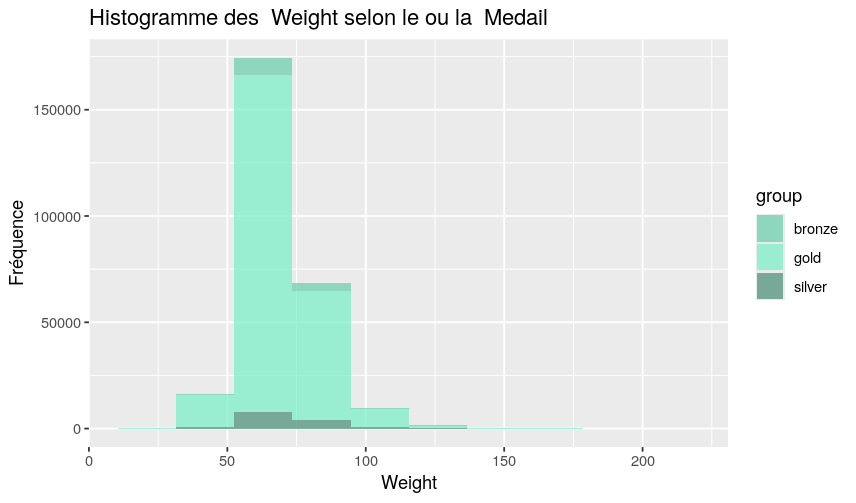 Histogramme des  Weight selon le ou la  Medail
150000
100000
50000
0
Fréquence
0 50 100 150 200
Weight
group
bronze
gold
silver